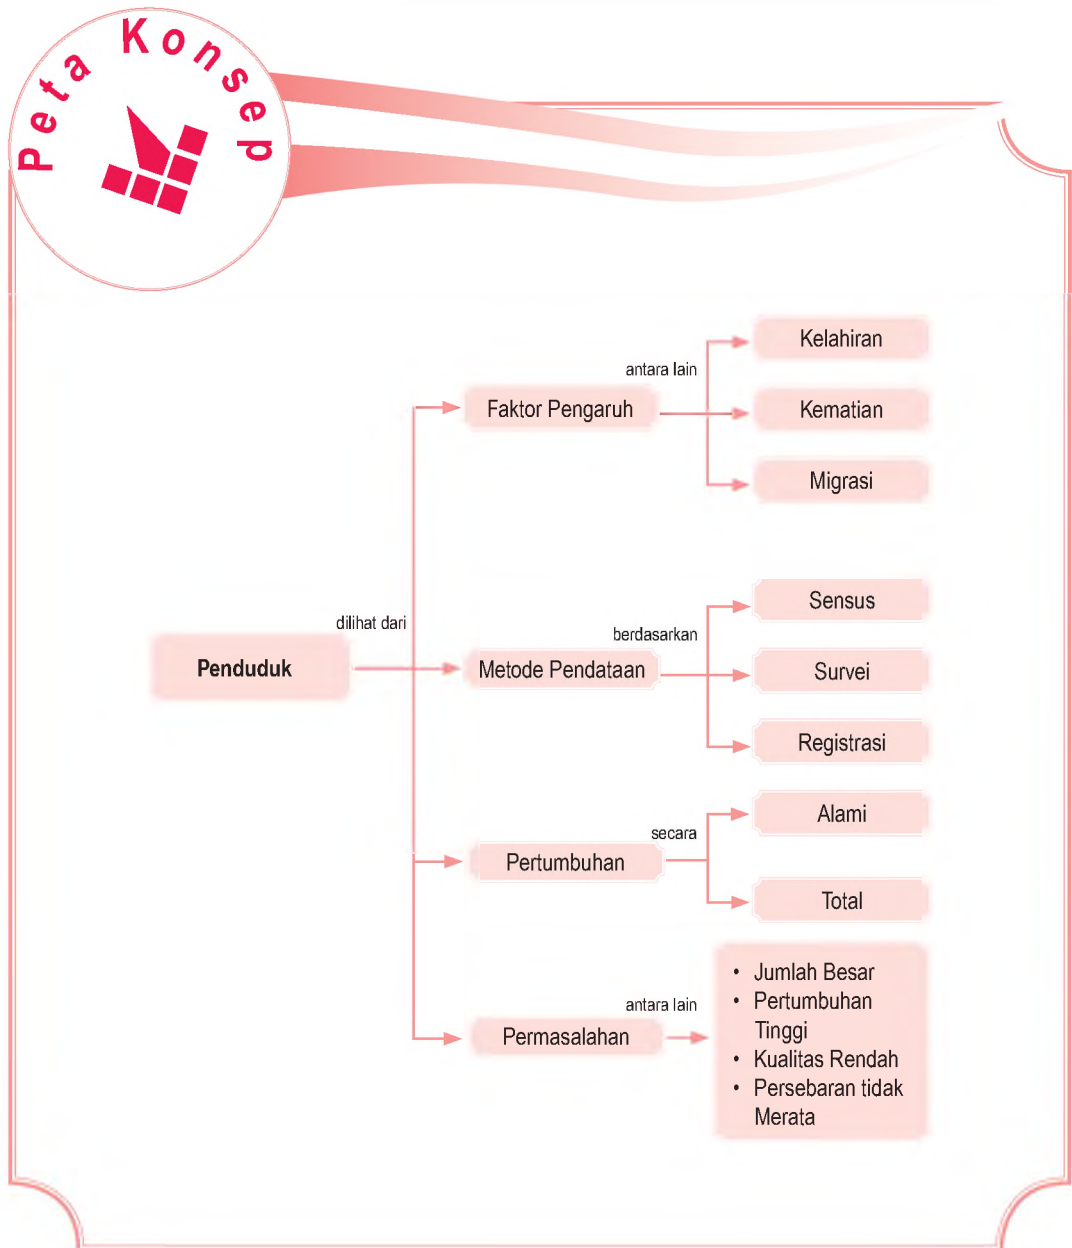 Peta Konsep
Kelahiran
antara lain
Faktor Pengaruh
Kematian
Migrasi
Sensus
dilihat dari
berdasarkan
Penduduk
Metode Pendataan
Survei
Registrasi
Alami
secara
Pertumbuhan
Total
• Jumlah Besar
antara lain
• Pertumbuhan
Tinggi
Permasalahan
• Kualitas Rendah
• Persebaran tidak
Merata